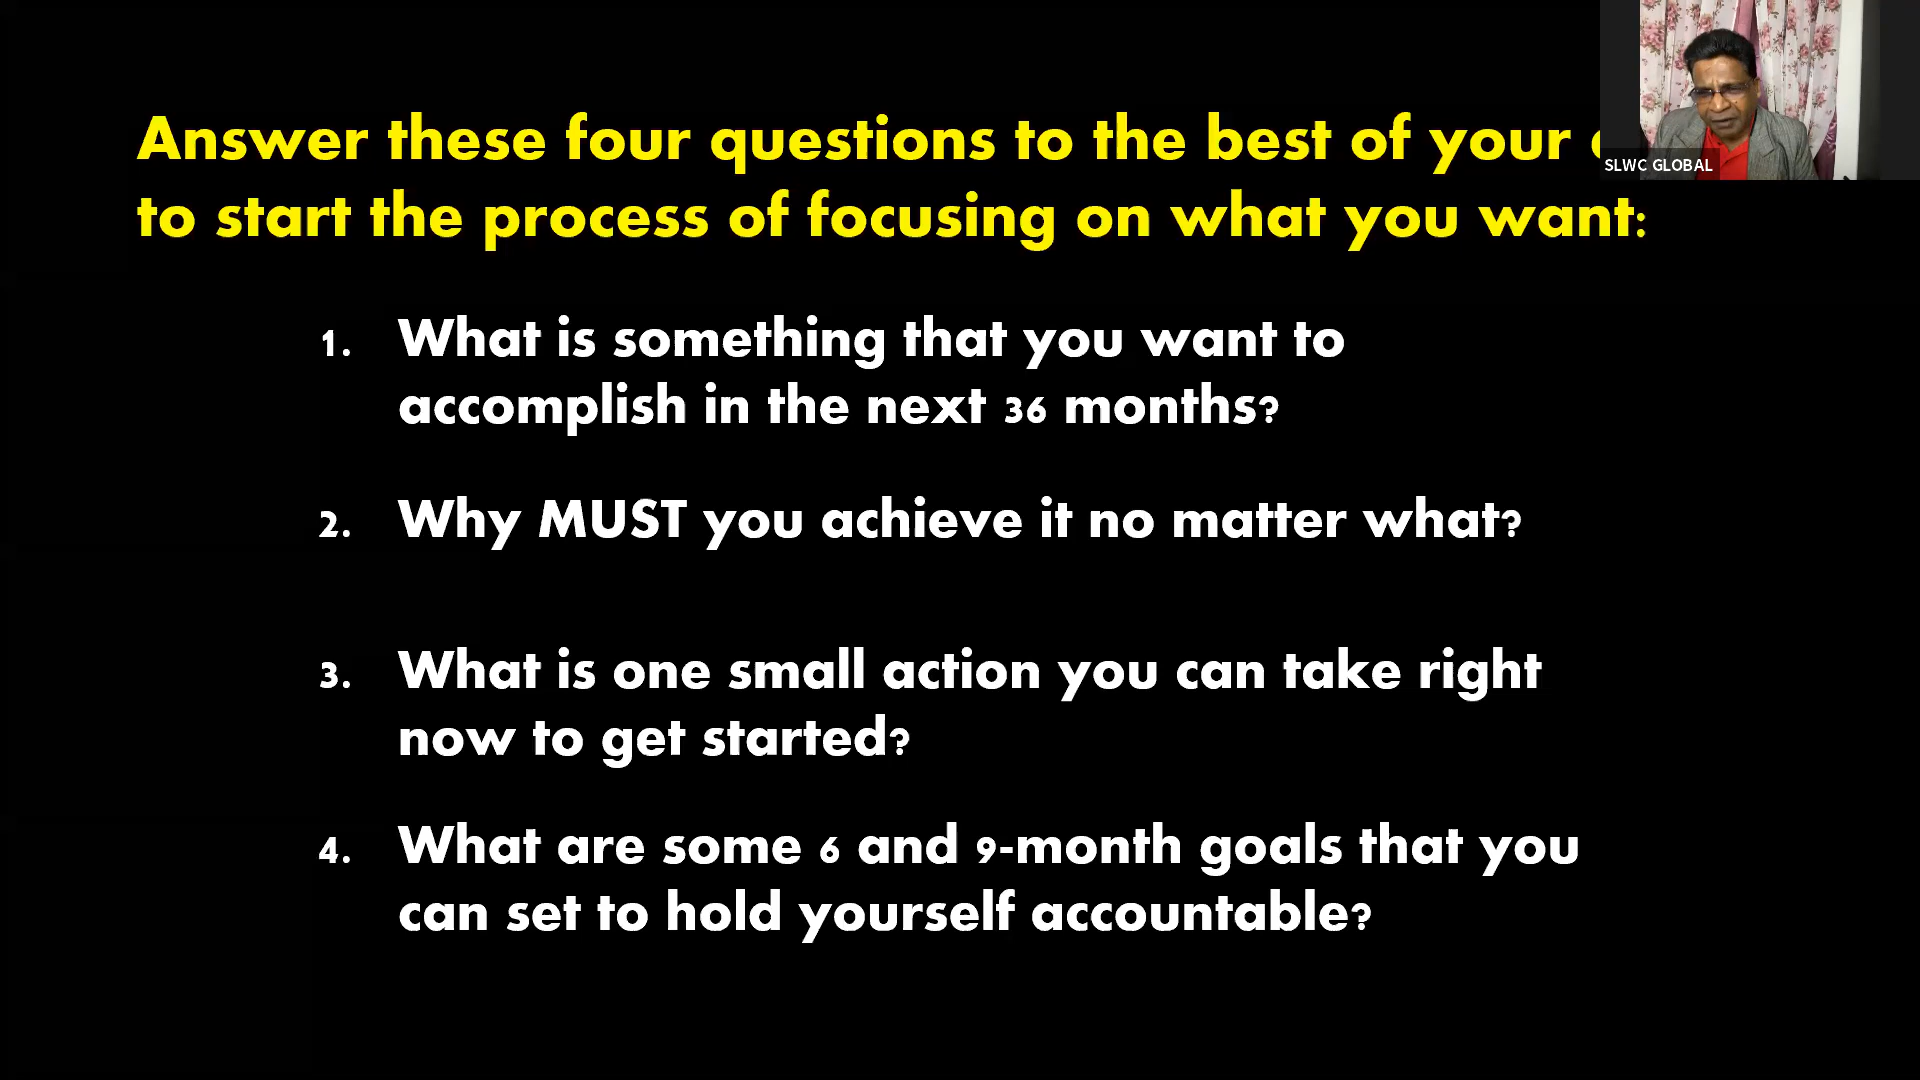 Answer these four questions to the best of your
to start the process of focusing on what you want:
1. What is something that you want to
accomplish in the next 36 months?
2. Why MUST you achieve it no matter what?
3. What is one small action you can take right
now to get started?
4. What are some 6 and 9-month goals that you
can set to hold yourself accountable?
SLWC GLOBAL